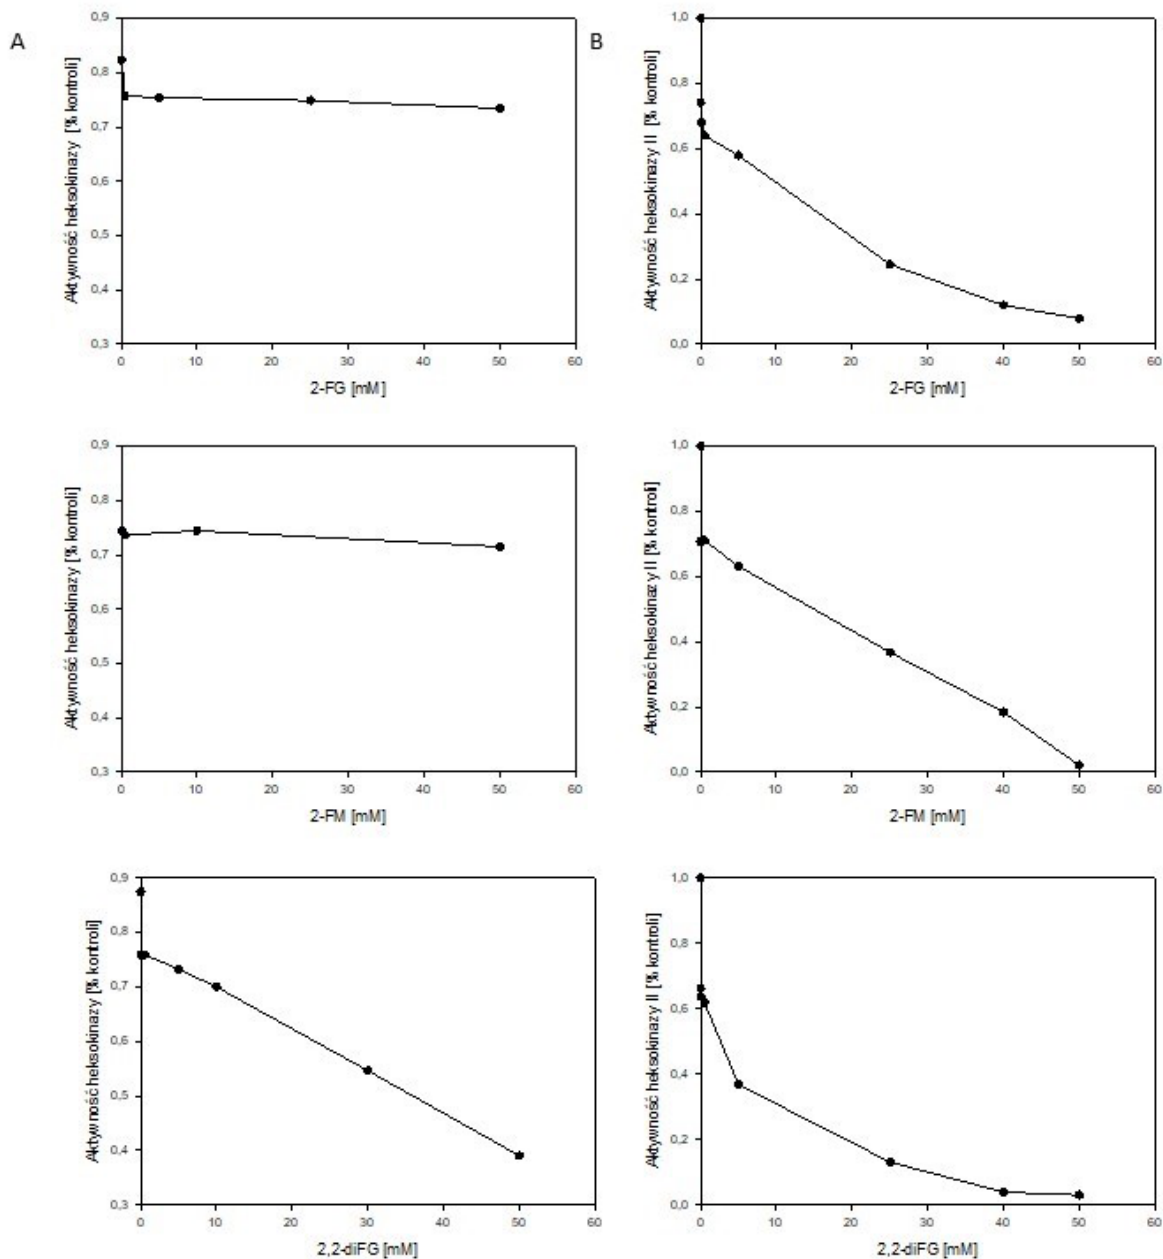 A
B
0,9
0,8
0,7
0,6
0,5
0,4
0,3
Aktywność heksokinazy [% kontroli]
0 10 20 30 40 50 60
2-FG [mM]
1,0
0,8
0,6
0,4
0,2
0,0
Aktywność heksokinazy II [% kontroli]
0 10 20 30 40 50 60
2-FG [mM]
0,9
0,8
0,7
0,6
0,5
0,4
0,3
Aktywność heksokinazy [% kontroli]
0 10 20 30 40 50 60
2-FM [mM]
1,0
0,8
0,6
0,4
0,2
0,0
Aktywność heksokinazy II [% kontroli]
0 10 20 30 40 50 60
2-FM [mM]
0,9
0,8
0,7
0,6
0,5
0,4
0,3
Aktywność heksokinazy [% kontroli]
0 10 20 30 40 50 60
2,2-diFG [mM]
1,0
0,8
0,6
0,4
0,2
0,0
Aktywność heksokinazy II [% kontroli]
0 10 20 30 40 50 60
2,2-diFG [mM]